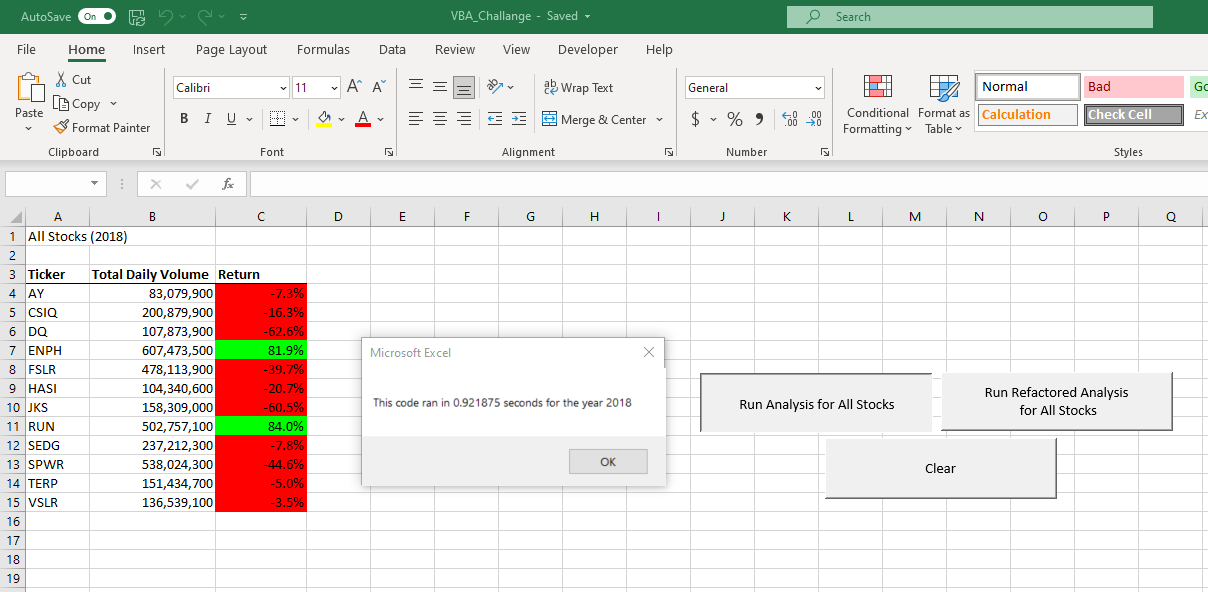 AutoSave On VBA_Challange - Saved Search
File Home Insert Page Layout Formulas Data Review View Developer Help
Paste
Cut
Copy
Format Painter
Clipboard
Calibri 11 A A
B I U A
Font
ab Wrap Text
Merge & Center
Alignment
General
$ % 9 .00 .00
Number
Conditional
Formatting
Format as
Table
Normal Bad
Calculation Check Cell
Styles
fx
A B C D E F G H I J K L M N O P Q
1 All Stocks (2018)
2
3 Ticker Total Daily Volume Return
4 AY 83,079,900 -7.3%
5 CSIQ 200,879,900 -16.3%
6 DQ 107,873,900 -62.6%
7 ENPH 607,473,500 81.9%
8 FSLR 478,113,900 -39.7%
9 HASI 104,340,600 -20.7%
10 JKS 158,309,000 -60.5%
11 RUN 502,757,100 84.0%
12 SEDG 237,212,300 -7.8%
13 SPWR 538,024,300 -44.6%
14 TERP 151,434,700 -5.0%
15 VSLR 136,539,100 -3.5%
16
17
18
19
Microsoft Excel
This code ran in 0.921875 seconds for the year 2018
OK
Run Analysis for All Stocks
Run Refactored Analysis
for All Stocks
Clear